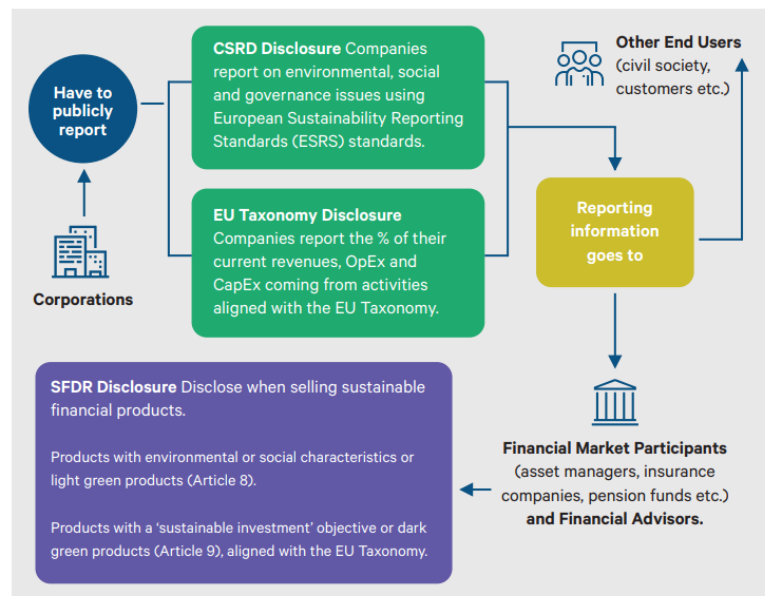 Have to
publicly
report
Corporations
CSRD Disclosure Companies
report on environmental, social
and governance issues using
European Sustainability Reporting
Standards (ESRS) standards.
EU Taxonomy Disclosure
Companies report the % of their
current revenues, OpEx and
CapEx coming from activities
aligned with the EU Taxonomy.
Other End Users
(civil society,
customers etc.)
Reporting
information
goes to
Financial Market Participants
(asset managers, insurance
companies, pension funds etc.)
and Financial Advisors.
SFDR Disclosure Disclose when selling sustainable
financial products.
Products with environmental or social characteristics or
light green products (Article 8).
Products with a ‘sustainable investment’ objective or dark
green products (Article 9), aligned with the EU Taxonomy.